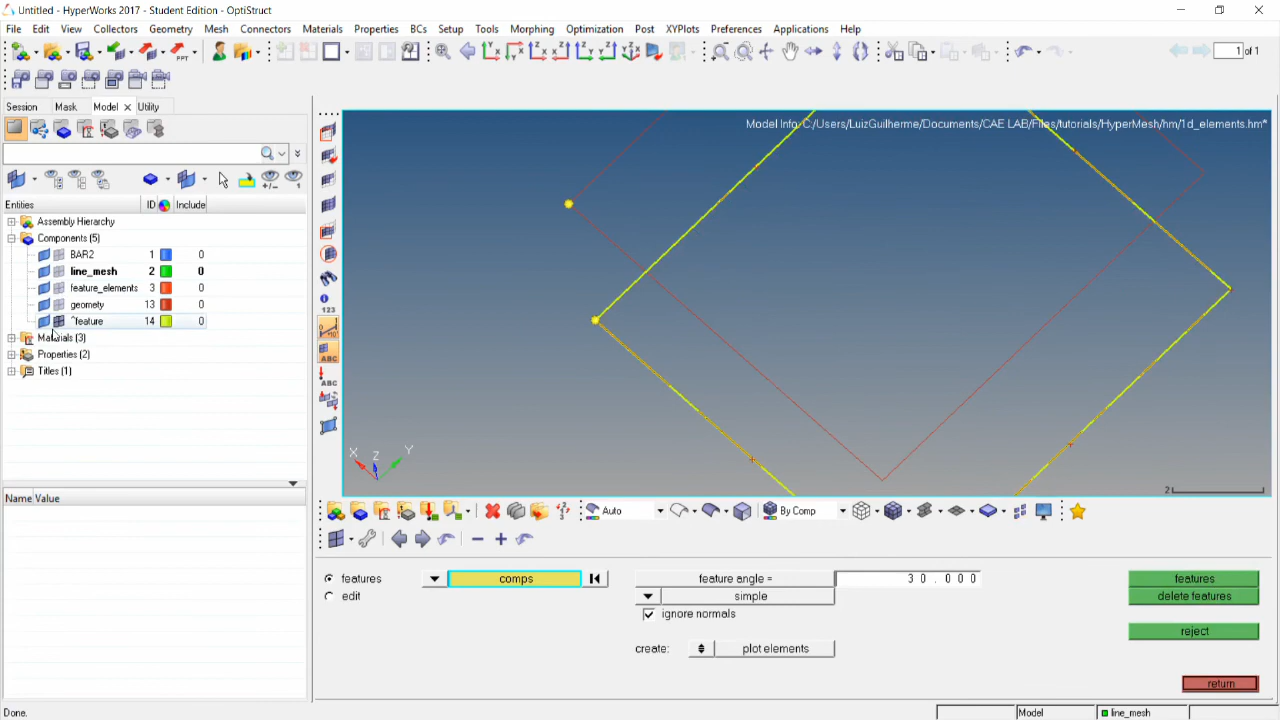 Untitled - HyperWorks 2017 - Student Edition - OptiStruct
File Edit View Collectors Geometry Mesh Connectors Materials Properties BCs Setup Tools Morphing Optimization Post XYPlots Preferences Applications Help
1 of 1
Session Mask Model Utility
Model Info: C:/Users/LuizGuilherme/Documents/CAE LAB/Files/tutorials/HyperMesh/hm/1d_elements.hm*
Entities ID Include
Assembly Hierarchy
Components (5)
BAR2 1 0
line_mesh 2 0
feature_elements 3 0
geomety 13 0
^feature 14 0
Materials (3)
Properties (2)
Titles (1)
123
ABC
ABC
X Z Y
2
Name Value
Auto By Comp
features comps feature angle = 30.000 features
edit simple delete features
ignore normals
reject
create: plot elements
return
Done. Model line_mesh